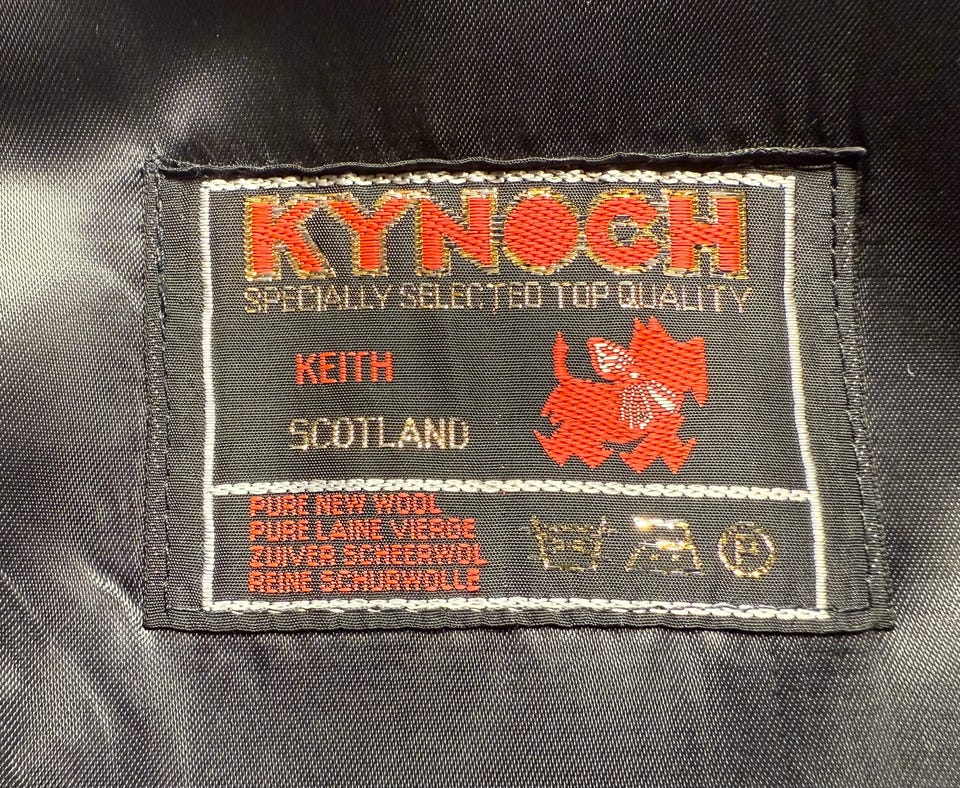 KYNOCH
SPECIALLY SELECTED TOP QUALITY
KEITH
SCOTLAND
PURE NEW WOOL
PURE LAINE VIERGE
ZUIVER SCHEERWOL
REINE SCHURWOLLE
P